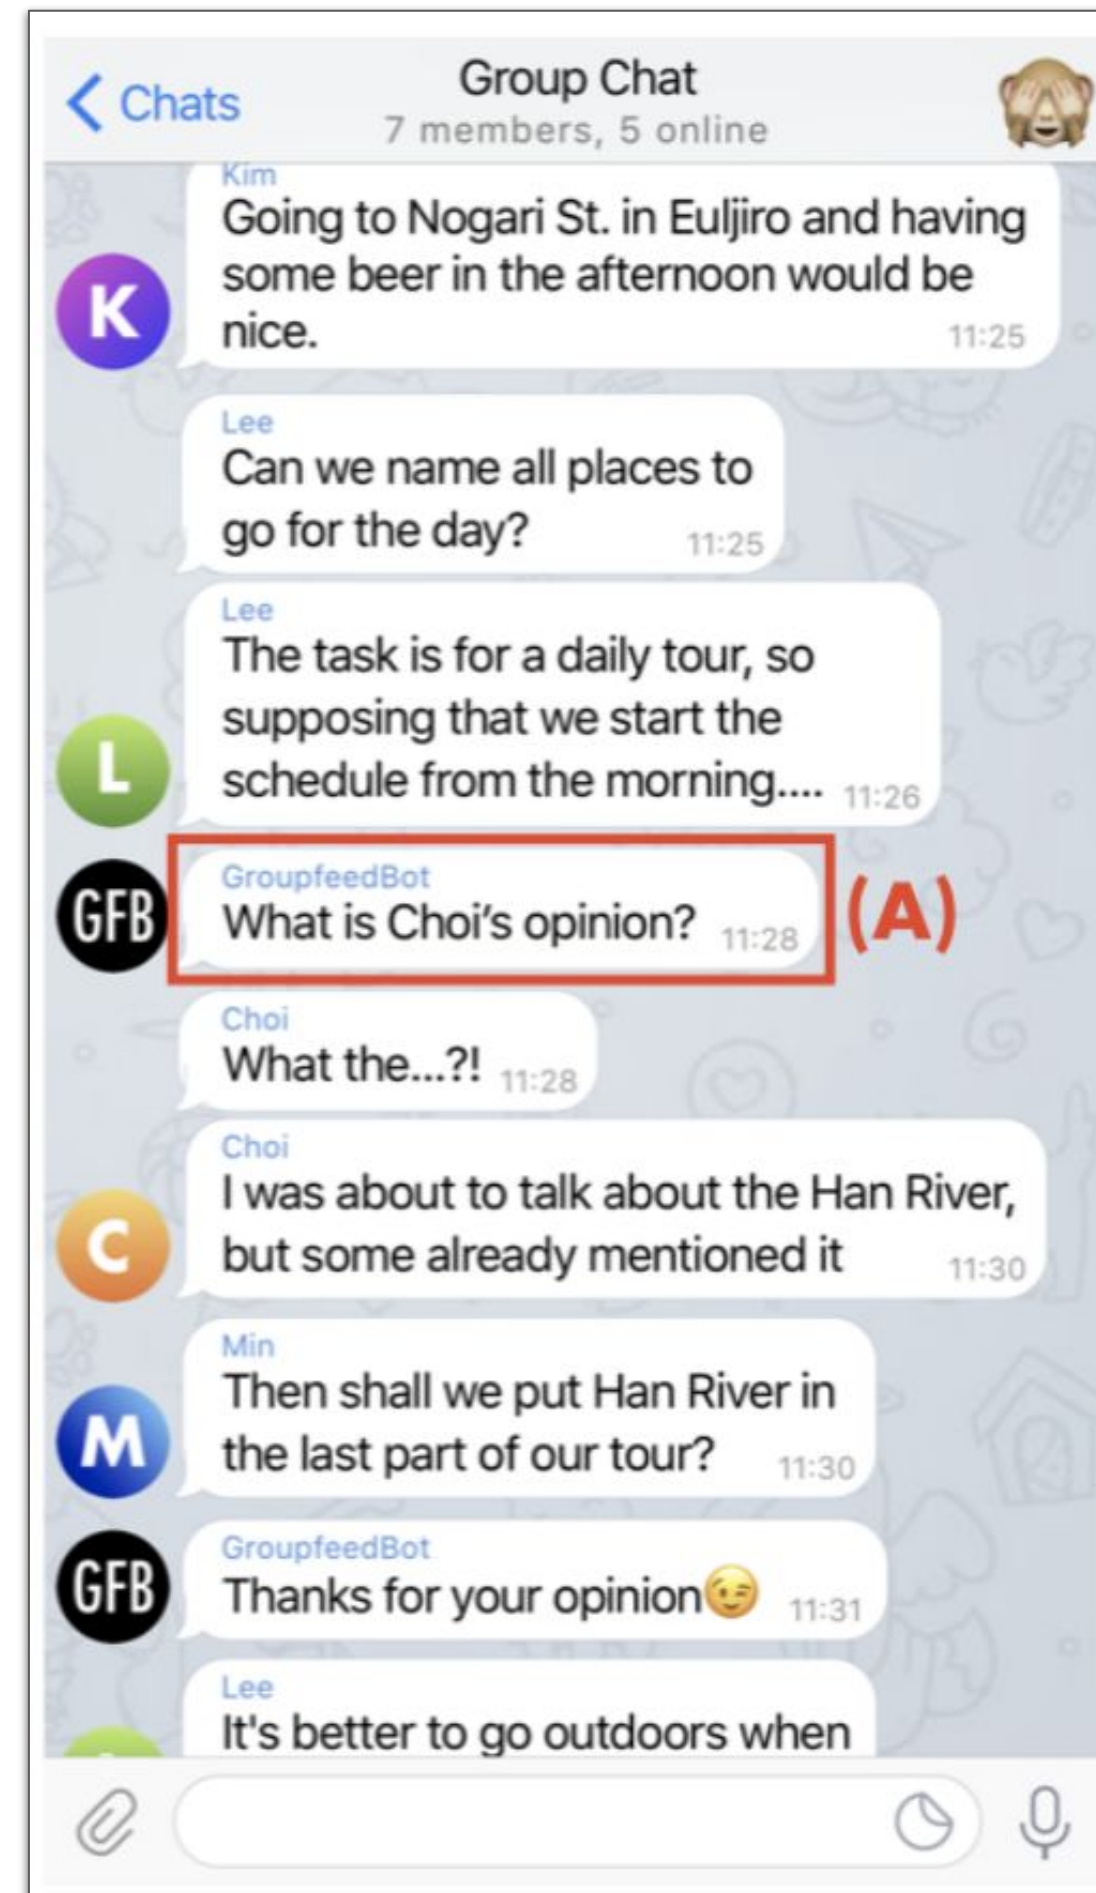 Chats
Group Chat
7 members, 5 online
Kim
Going to Nogari St. in Euljiro and having
some beer in the afternoon would be
nice. 11:25
K
Lee
Can we name all places to
go for the day? 11:25
Lee
The task is for a daily tour, so
supposing that we start the
schedule from the morning.... 11:26
L
GFB
GroupfeedBot
What is Choi's opinion? 11:28
(A)
Choi
What the...?! 11:28
Choi
I was about to talk about the Han River,
but some already mentioned it 11:30
C
Min
Then shall we put Han River in
the last part of our tour? 11:30
M
GFB
GroupfeedBot
Thanks for your opinion😉 11:31
Lee
It's better to go outdoors when